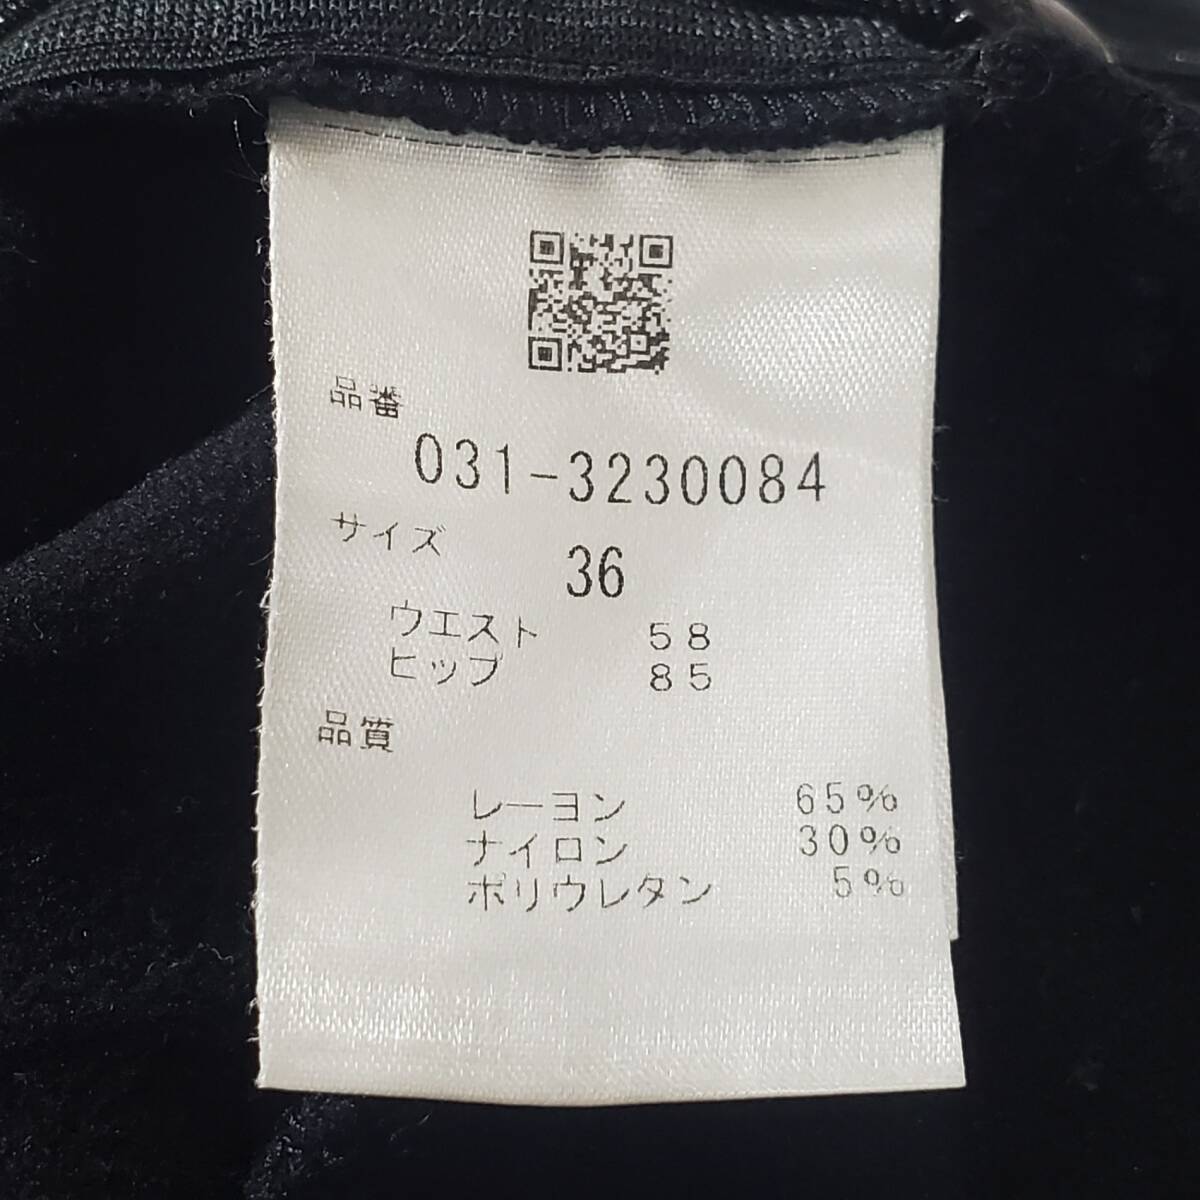 品番
031-3230084
サイズ
36
ウエスト 58
ヒップ 85
品質
レーヨン 65%
ナイロン 30%
ポリウレタン 5%